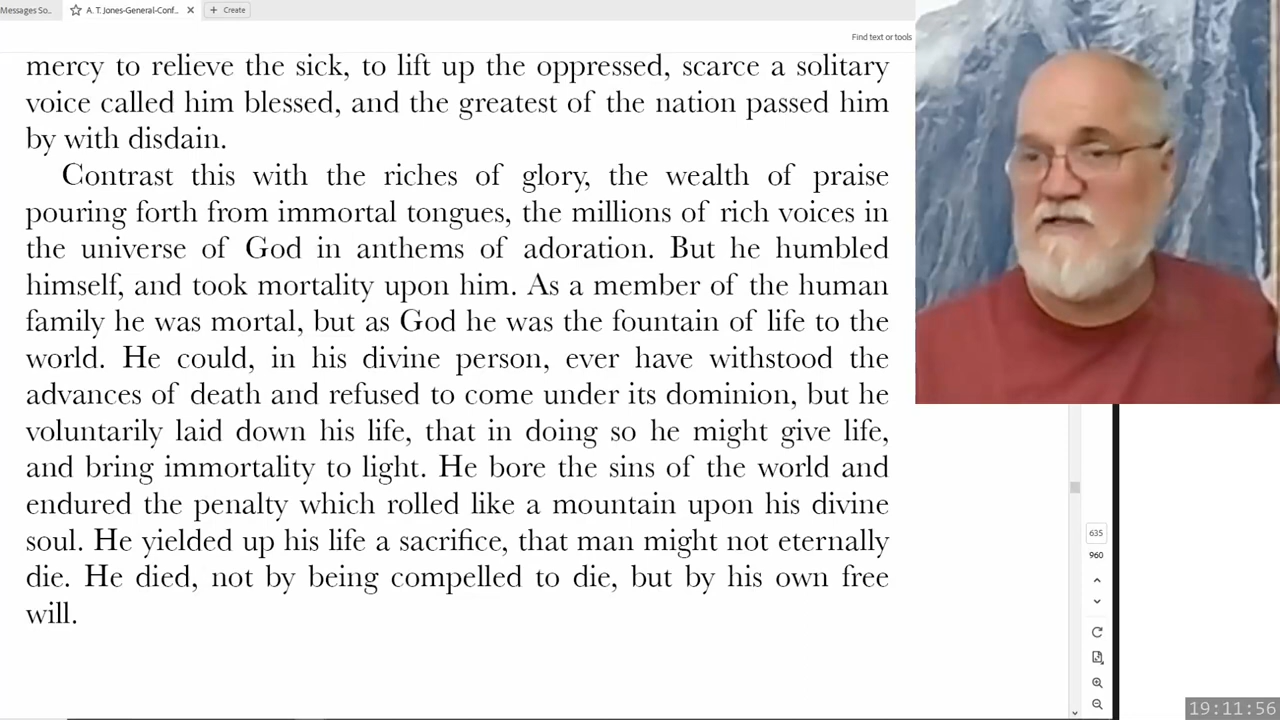 Messages So..
A. T. Jones-General-Conf..
Create
Find text or tools
mercy to relieve the sick, to lift up the oppressed, scarce a solitary
voice called him blessed, and the greatest of the nation passed him
by with disdain.
Contrast this with the riches of glory, the wealth of praise
pouring forth from immortal tongues, the millions of rich voices in
the universe of God in anthems of adoration. But he humbled
himself, and took mortality upon him. As a member of the human
family he was mortal, but as God he was the fountain of life to the
world. He could, in his divine person, ever have withstood the
advances of death and refused to come under its dominion, but he
voluntarily laid down his life, that in doing so he might give life,
and bring immortality to light. He bore the sins of the world and
endured the penalty which rolled like a mountain upon his divine
soul. He yielded up his life a sacrifice, that man might not eternally
die. He died, not by being compelled to die, but by his own free
will.
635
960
19:11:56